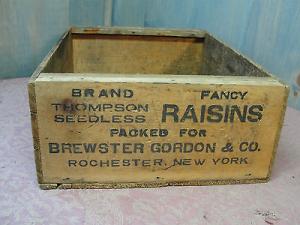 BRAND FANCY
THOMPSON
SEEDLESS RAISINS
PACKED FOR
BREWSTER GORDON & CO.
ROCHESTER, NEW YORK